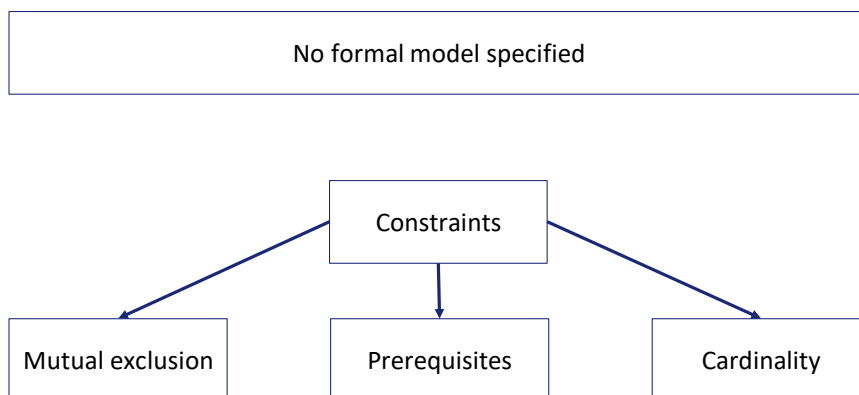 No formal model specified
Constraints
Mutual exclusion
Prerequisites
Cardinality